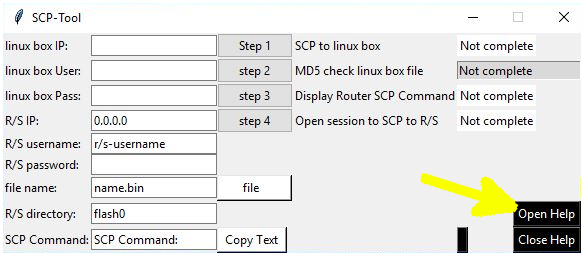 SCP-Tool
linux box IP: Step 1 SCP to linux box Not complete
linux box User: step 2 MD5 check linux box file Not complete
linux box Pass: step 3 Display Router SCP Command Not complete
R/S IP: 0.0.0.0 step 4 Open session to SCP to R/S Not complete
R/S username: r/s-username
R/S password:
file name: name.bin file
R/S directory: flash0 Open Help
SCP Command: SCP Command: Copy Text Close Help